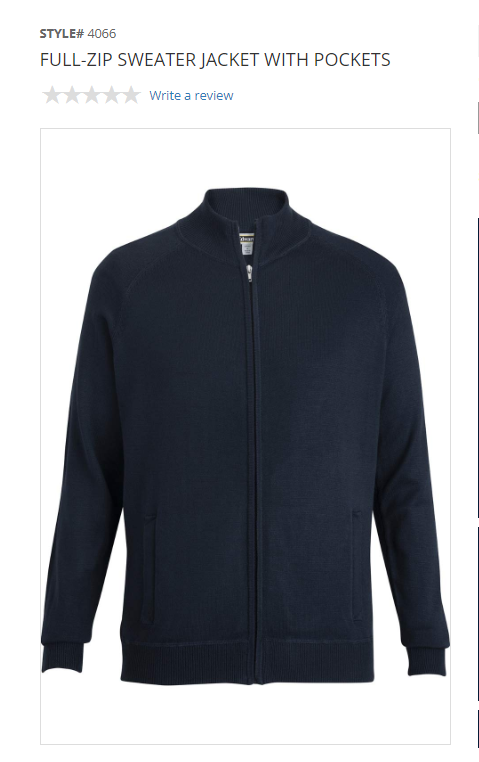 STYLE# 4066
FULL-ZIP SWEATER JACKET WITH POCKETS
Write a review